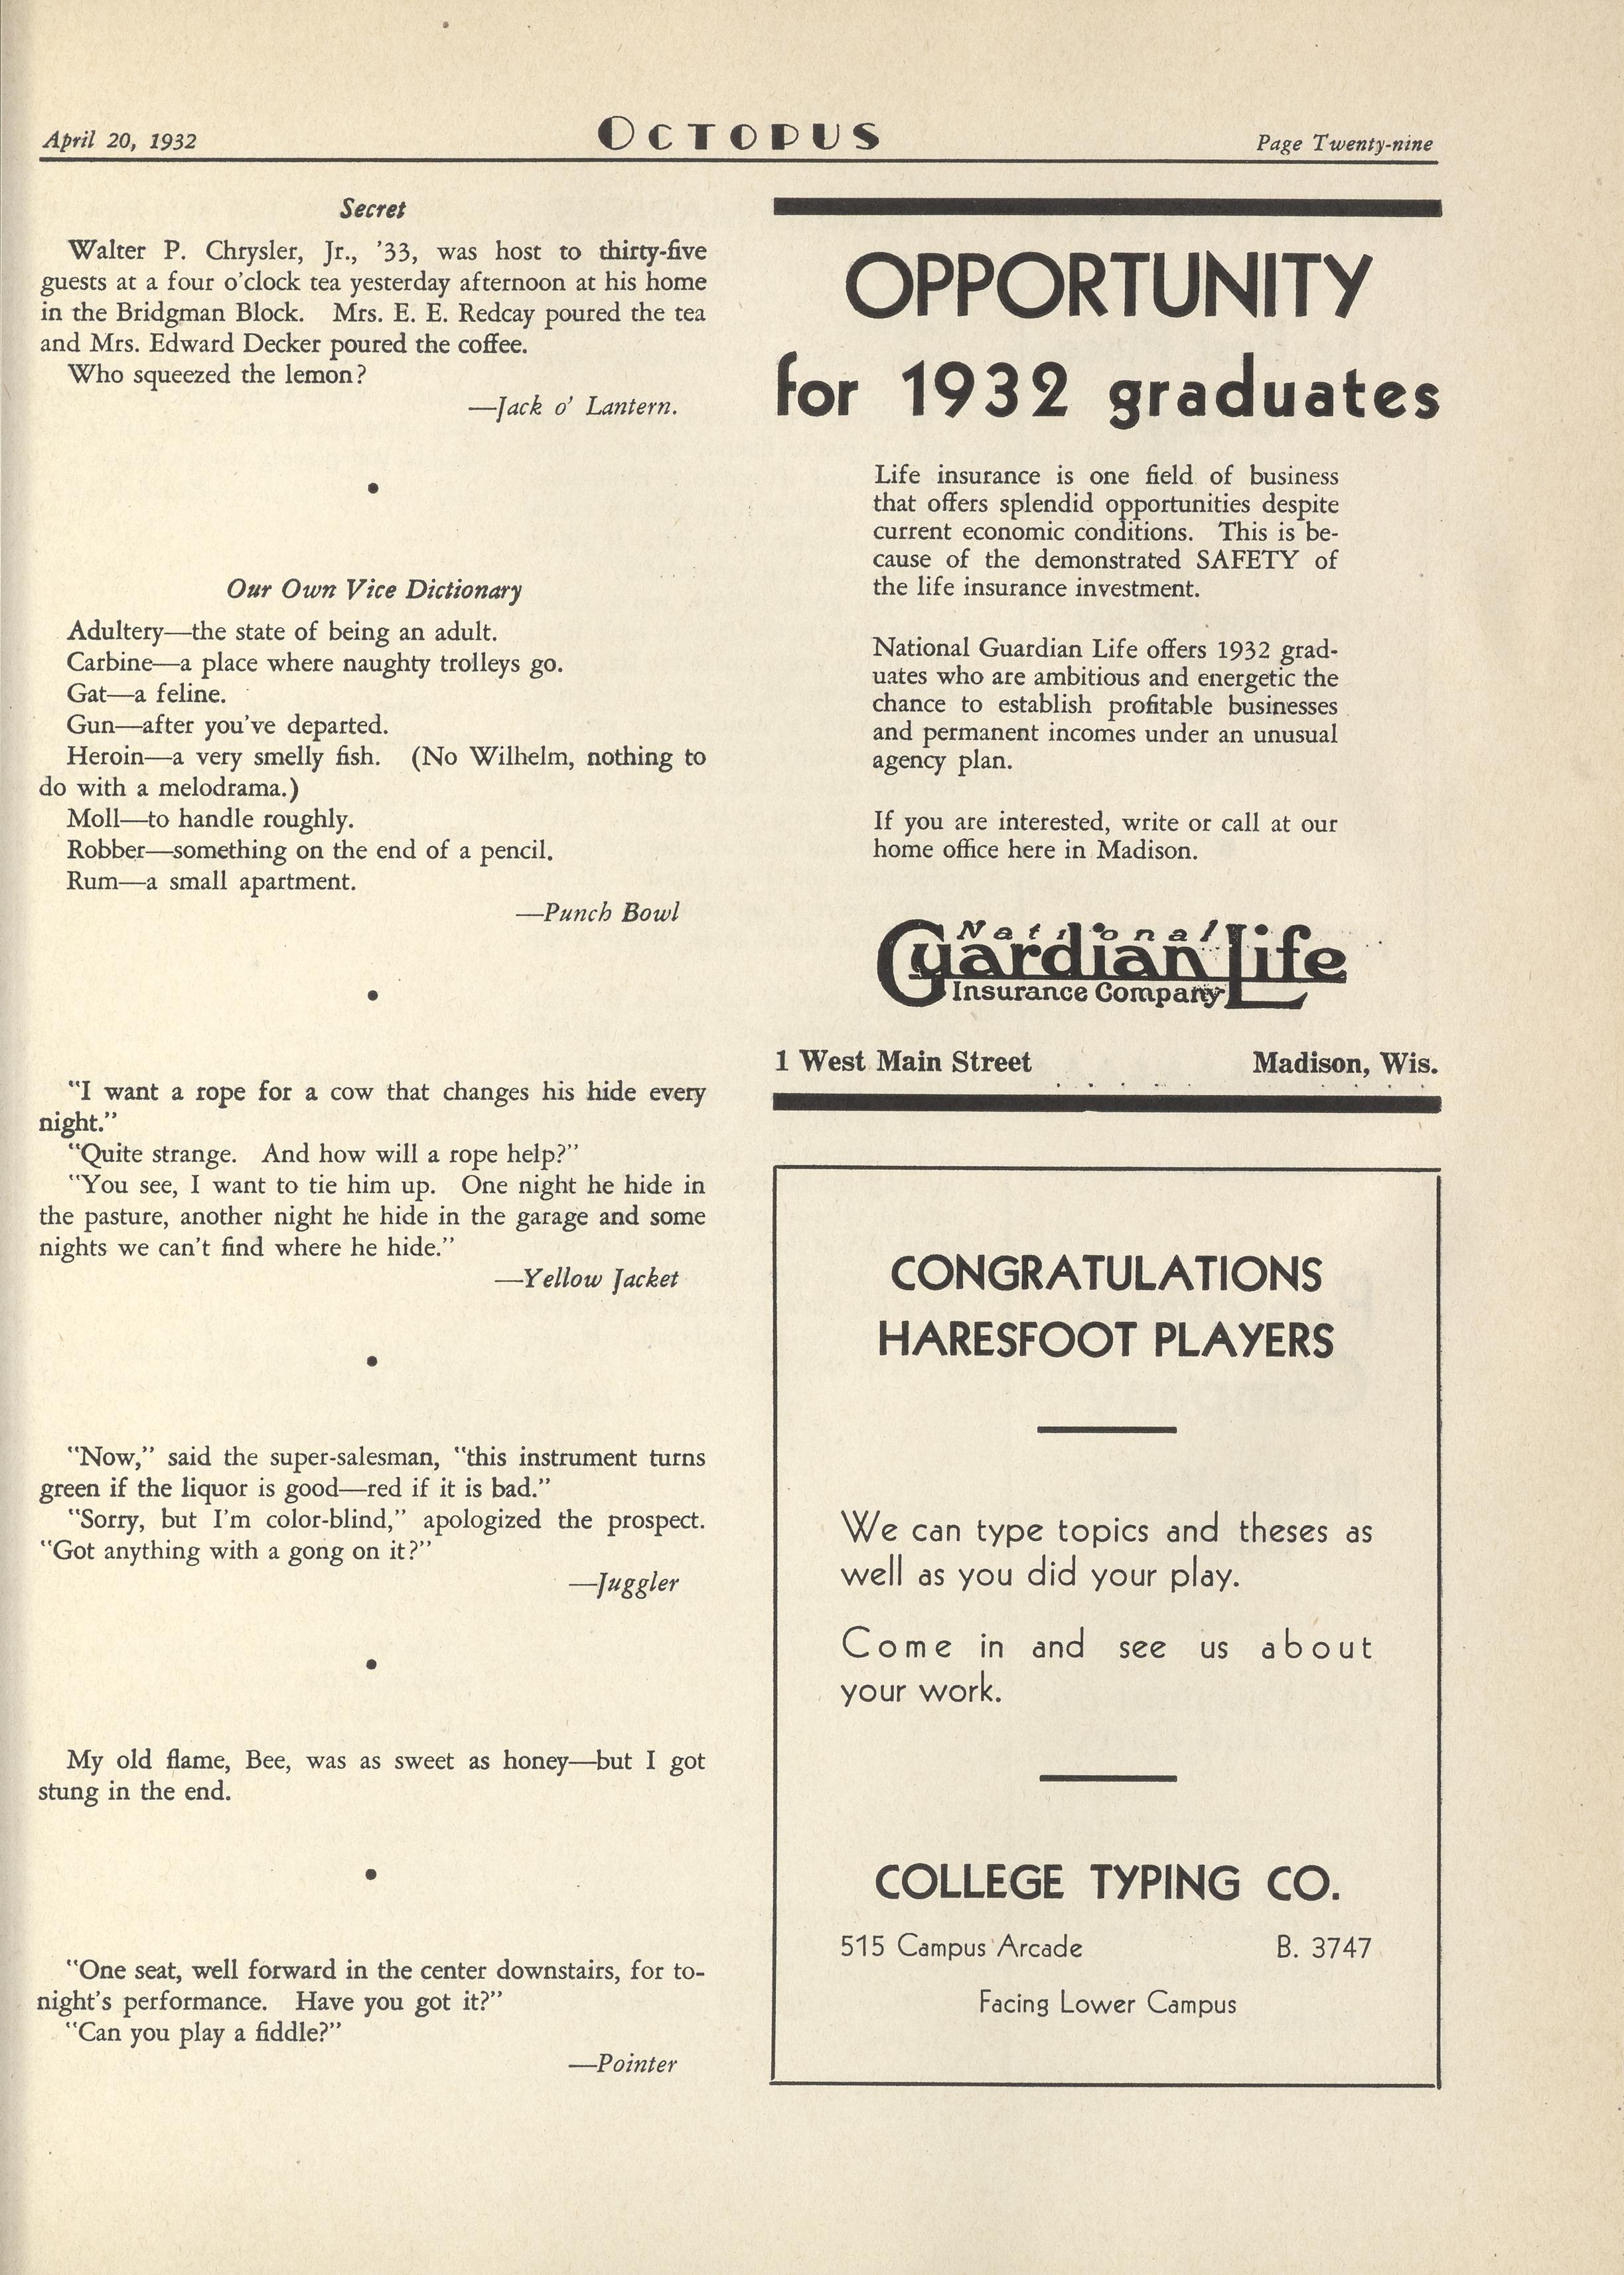 April 20, 1932
OCTOPUS
Page Twenty-nine
Secret
Walter P. Chrysler, Jr., '33, was host to thirty-five
guests at a four o'clock tea yesterday afternoon at his home
in the Bridgman Block. Mrs. E. E. Redcay poured the tea
and Mrs. Edward Decker poured the coffee.
Who squeezed the lemon?
—Jack o' Lantern.
•
Our Own Vice Dictionary
Adultery—the state of being an adult.
Carbine—a place where naughty trolleys go.
Gat—a feline.
Gun—after you've departed.
Heroin—a very smelly fish. (No Wilhelm, nothing to
do with a melodrama.)
Moll—to handle roughly.
Robber—something on the end of a pencil.
Rum—a small apartment.
—Punch Bowl
•
"I want a rope for a cow that changes his hide every
night."
"Quite strange. And how will a rope help?"
"You see, I want to tie him up. One night he hide in
the pasture, another night he hide in the garage and some
nights we can't find where he hide."
—Yellow Jacket
•
"Now," said the super-salesman, "this instrument turns
green if the liquor is good—red if it is bad."
"Sorry, but I'm color-blind," apologized the prospect.
"Got anything with a gong on it?"
—Juggler
•
My old flame, Bee, was as sweet as honey—but I got
stung in the end.
•
"One seat, well forward in the center downstairs, for to-
night's performance. Have you got it?"
"Can you play a fiddle?"
—Pointer
OPPORTUNITY
for 1932 graduates
Life insurance is one field of business
that offers splendid opportunities despite
current economic conditions. This is be-
cause of the demonstrated SAFETY of
the life insurance investment.
National Guardian Life offers 1932 grad-
uates who are ambitious and energetic the
chance to establish profitable businesses
and permanent incomes under an unusual
agency plan.
If you are interested, write or call at our
home office here in Madison.
National
Guardian Life
Insurance Company
1 West Main Street Madison, Wis.
CONGRATULATIONS
HARESFOOT PLAYERS
We can type topics and theses as
well as you did your play.
Come in and see us about
your work.
COLLEGE TYPING CO.
515 Campus Arcade B. 3747
Facing Lower Campus